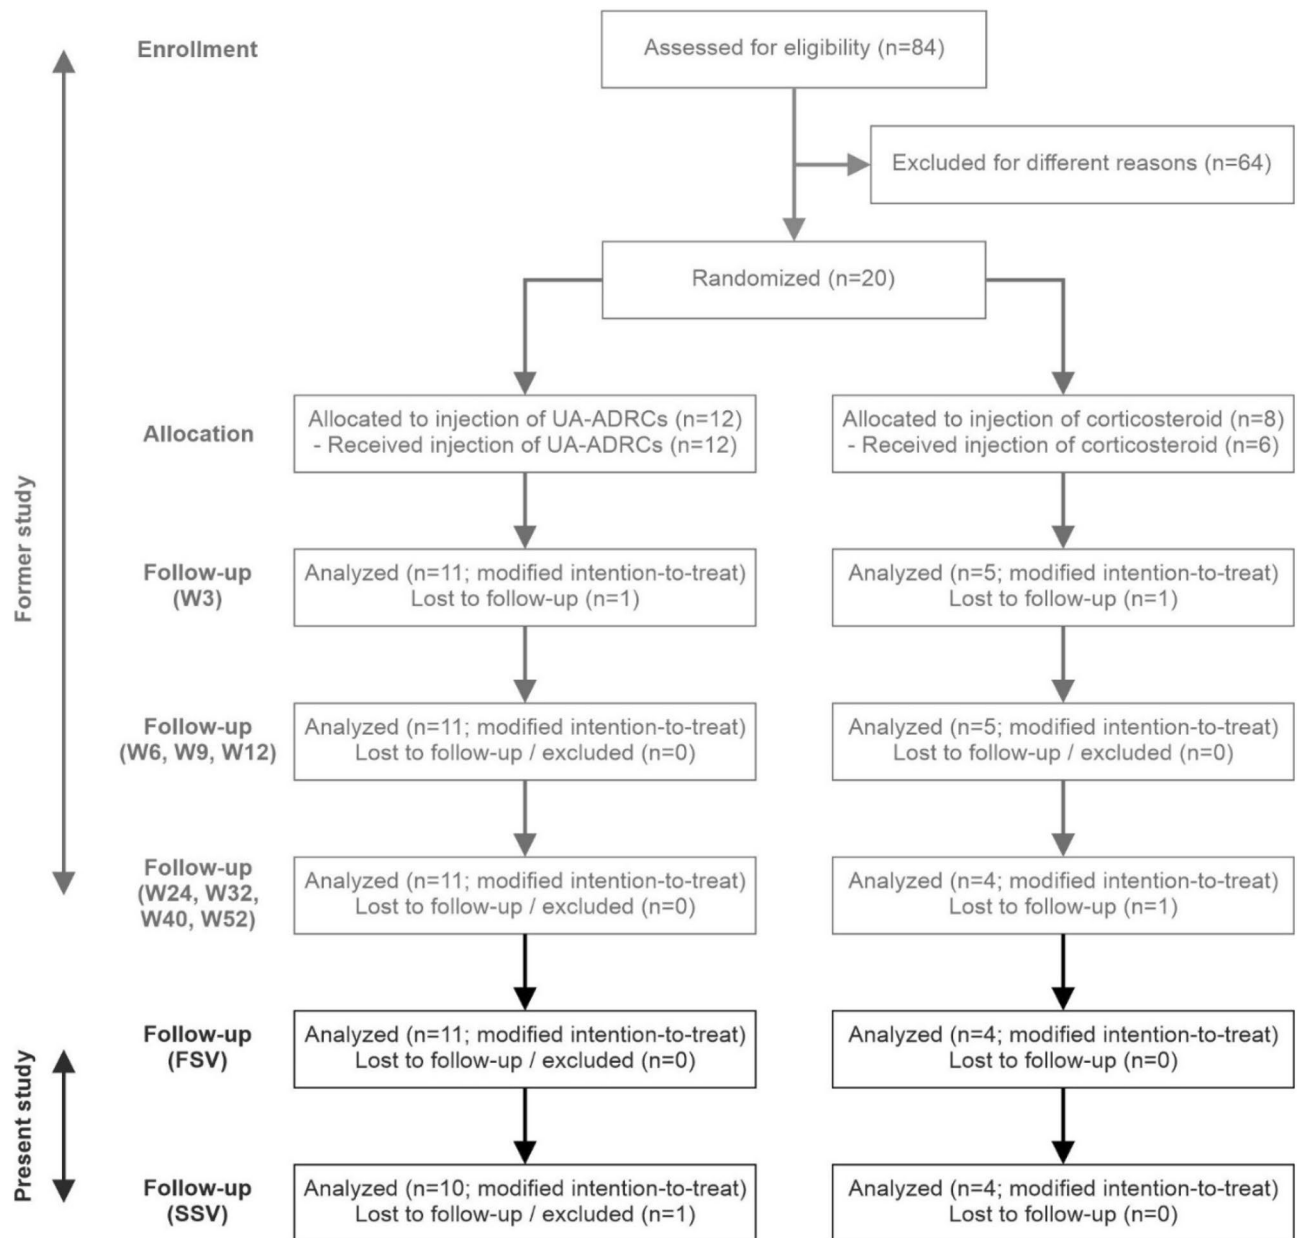 Enrollment
Assessed for eligibility (n=84)
Excluded for different reasons (n=64)
Randomized (n=20)
Former study
Allocation
Allocated to injection of UA-ADRCs (n=12)
- Received injection of UA-ADRCs (n=12)
Allocated to injection of corticosteroid (n=8)
- Received injection of corticosteroid (n=6)
Follow-up
(W3)
Analyzed (n=11; modified intention-to-treat)
Lost to follow-up (n=1)
Analyzed (n=5; modified intention-to-treat)
Lost to follow-up (n=1)
Follow-up
(W6, W9, W12)
Analyzed (n=11; modified intention-to-treat)
Lost to follow-up / excluded (n=0)
Analyzed (n=5; modified intention-to-treat)
Lost to follow-up / excluded (n=0)
Follow-up
(W24, W32,
W40, W52)
Analyzed (n=11; modified intention-to-treat)
Lost to follow-up / excluded (n=0)
Analyzed (n=4; modified intention-to-treat)
Lost to follow-up (n=1)
Present study
Follow-up
(FSV)
Analyzed (n=11; modified intention-to-treat)
Lost to follow-up / excluded (n=0)
Analyzed (n=4; modified intention-to-treat)
Lost to follow-up (n=0)
Follow-up
(SSV)
Analyzed (n=10; modified intention-to-treat)
Lost to follow-up / excluded (n=1)
Analyzed (n=4; modified intention-to-treat)
Lost to follow-up (n=0)